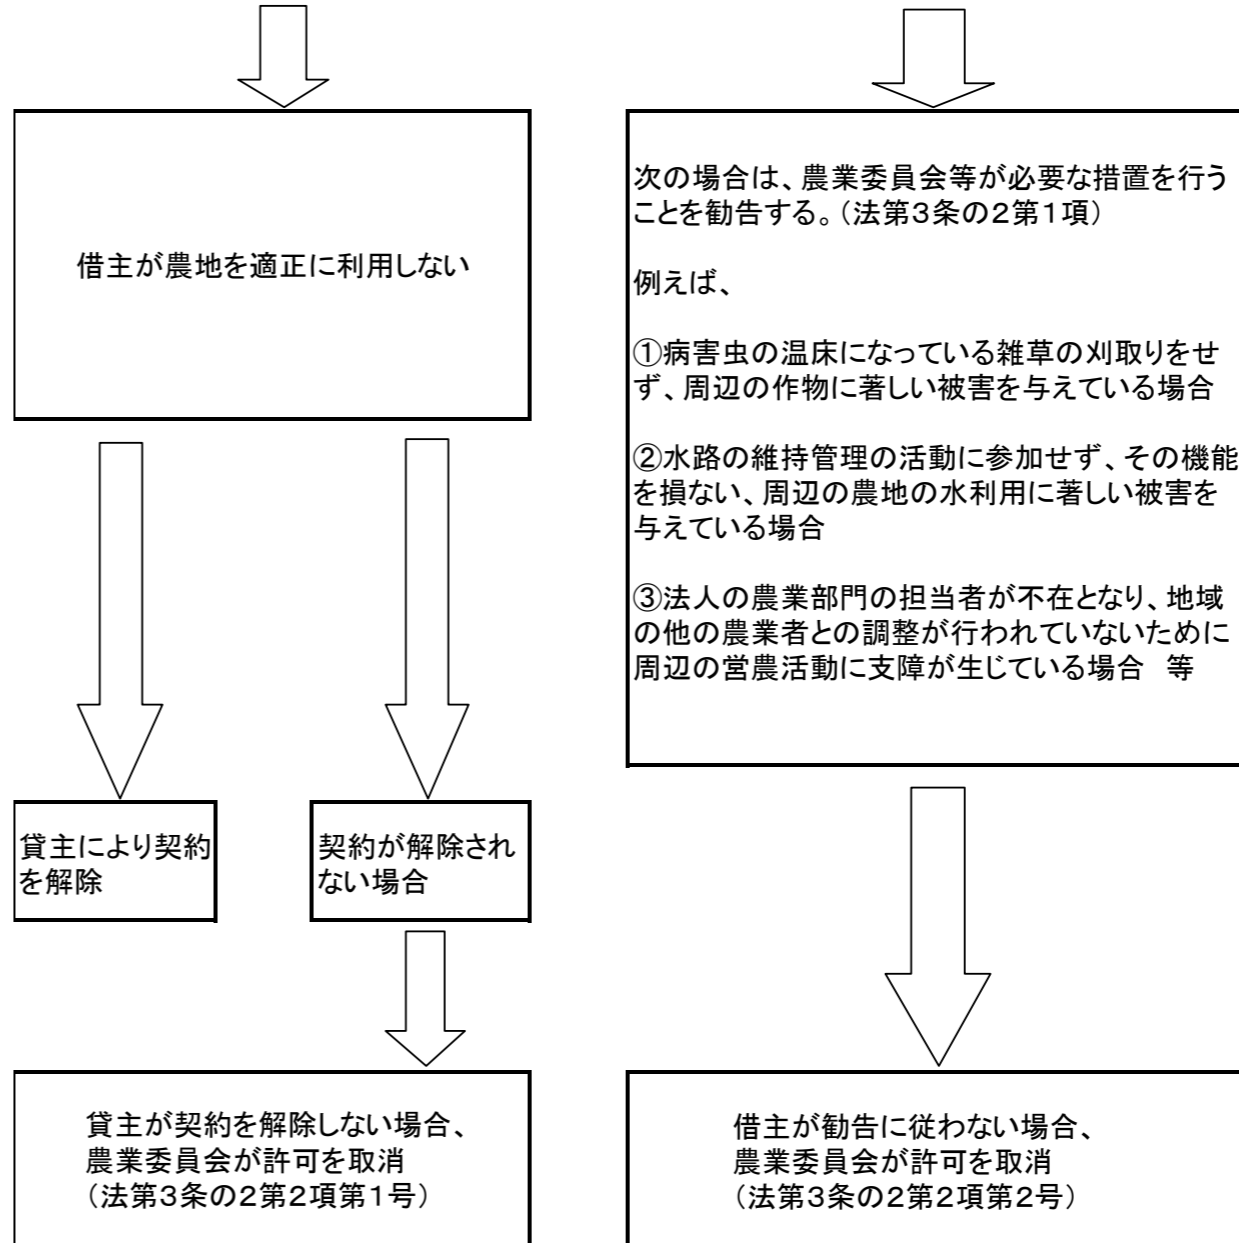 借主が農地を適正に利用しない
次の場合は、農業委員会等が必要な措置を行う
ことを勧告する。(法第3条の2第1項)
例えば、
①病害虫の温床になっている雑草の刈取りをせ
ず、周辺の作物に著しい被害を与えている場合
②水路の維持管理の活動に参加せず、その機能
を損ない、周辺の農地の水利用に著しい被害を
与えている場合
③法人の農業部門の担当者が不在となり、地域
の他の農業者との調整が行われていないために
周辺の営農活動に支障が生じている場合 等
貸主により契約
を解除
契約が解除され
ない場合
貸主が契約を解除しない場合、
農業委員会が許可を取消
(法第3条の2第2項第1号)
借主が勧告に従わない場合、
農業委員会が許可を取消
(法第3条の2第2項第2号)